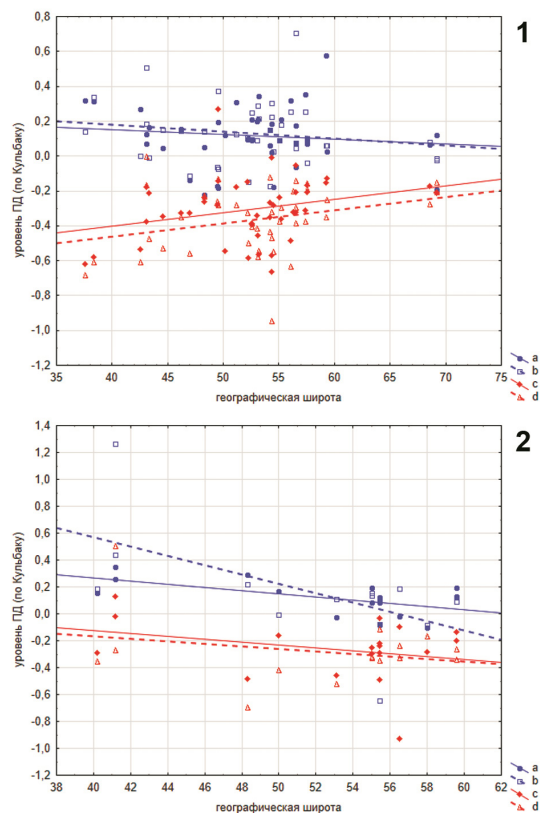 1
0,8
0,6
0,4
0,2
0,0
-0,2
-0,4
-0,6
-0,8
-1,0
-1,2
уровень ПД (по Кульбаку)
35 40 45 50 55 60 65 70 75
географическая широта
a
b
c
d
2
1,4
1,2
1,0
0,8
0,6
0,4
0,2
0,0
-0,2
-0,4
-0,6
-0,8
-1,0
-1,2
уровень ПД (по Кульбаку)
38 40 42 44 46 48 50 52 54 56 58 60 62
географическая широта
a
b
c
d